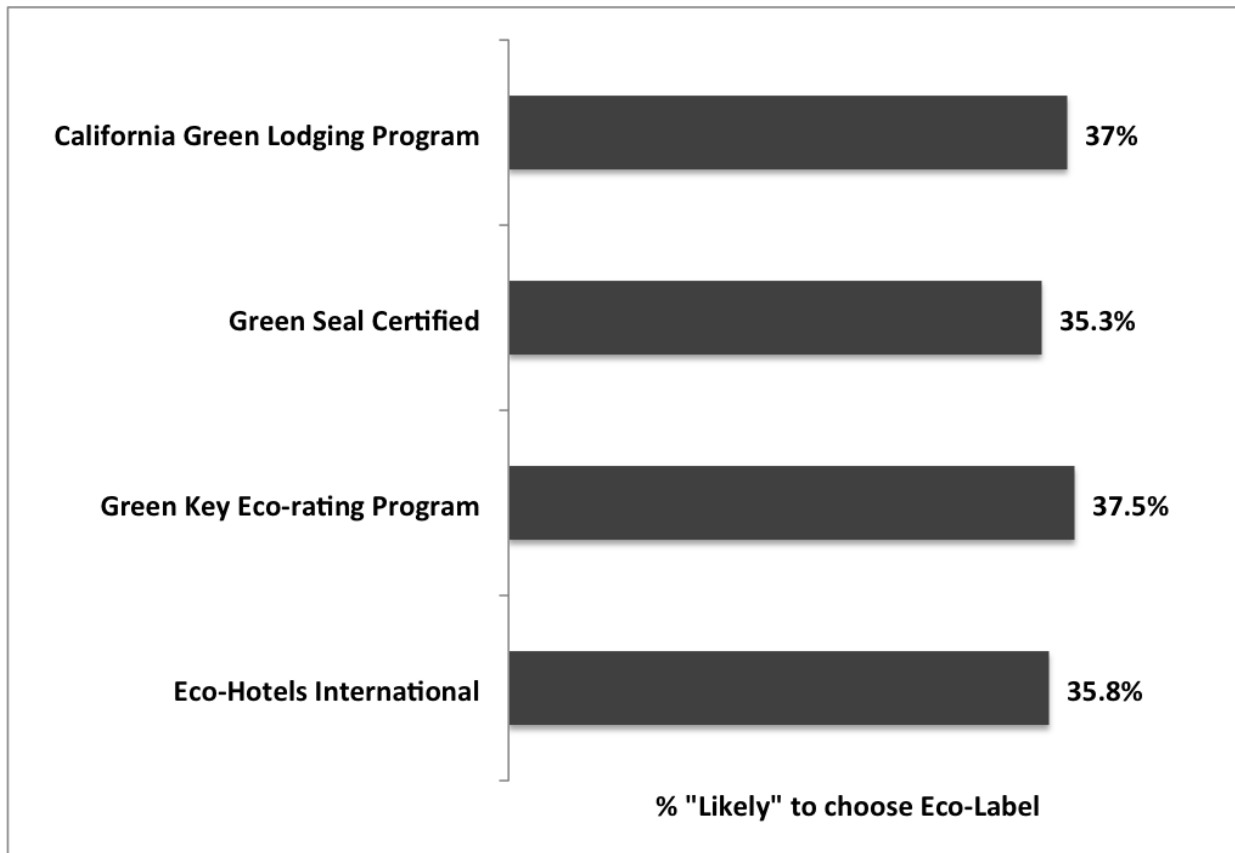 California Green Lodging Program 37%
Green Seal Certified 35.3%
Green Key Eco-rating Program 37.5%
Eco-Hotels International 35.8%
% "Likely" to choose Eco-Label